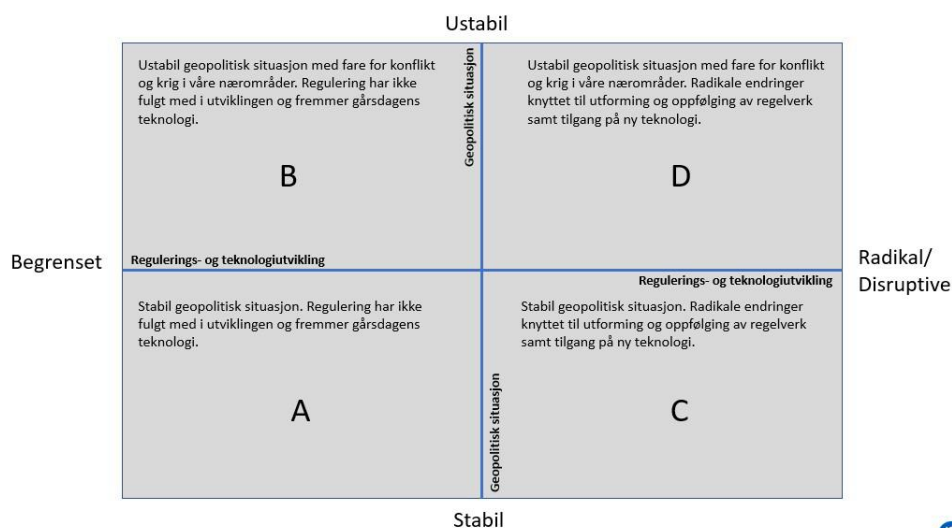 Ustabil
Ustabil geopolitisk situasjon med fare for konflikt
og krig i våre nærområder. Regulering har ikke
fulgt med i utviklingen og fremmer gårsdagens
teknologi.
B
Geopolitisk situasjon
Ustabil geopolitisk situasjon med fare for konflikt
og krig i våre nærområder. Radikale endringer
knyttet til utforming og oppfølging av regelverk
samt tilgang på ny teknologi.
D
Begrenset
Regulerings- og teknologiutvikling
Radikal/
Disruptive
Regulerings- og teknologiutvikling
Stabil geopolitisk situasjon. Regulering har ikke
fulgt med i utviklingen og fremmer gårsdagens
teknologi.
A
Geopolitisk situasjon
Stabil geopolitisk situasjon. Radikale endringer
knyttet til utforming og oppfølging av regelverk
samt tilgang på ny teknologi.
C
Stabil